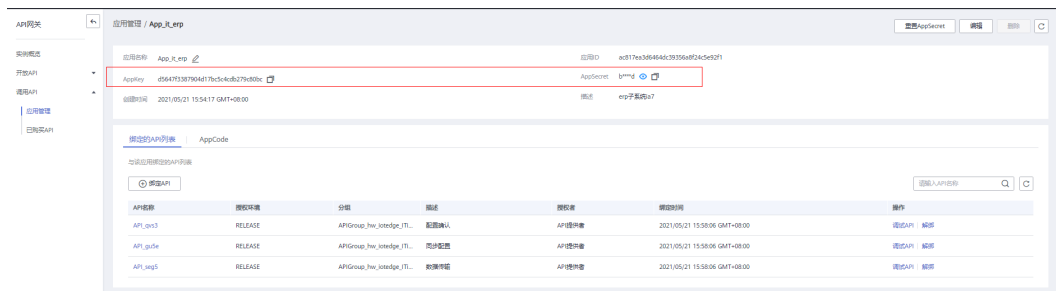 API网关
应用管理 / App_it_erp
重置AppSecret 编辑 删除
实例概览
开放API
调用API
应用管理
已购买API
应用名称 App_it_erp
应用ID ac817ea3d6464dc39356a8f24c5e92f1
AppKey d5647f3387904d17bc5c4cdb279c80bc
AppSecret b****d
创建时间 2021/05/21 15:54:17 GMT+08:00
描述 erp子系统ia7
绑定的API列表 AppCode
与该应用绑定的API列表
绑定API
请输入API名称
API名称 授权环境 分组 描述 授权者 绑定时间 操作
API_qvs3 RELEASE APIGroup_hw_iotedge_ITi... 配置确认 API提供者 2021/05/21 15:58:06 GMT+08:00 调试API 解绑
API_gu5e RELEASE APIGroup_hw_iotedge_ITi... 同步配置 API提供者 2021/05/21 15:58:06 GMT+08:00 调试API 解绑
API_seg5 RELEASE APIGroup_hw_iotedge_ITi... 数据传输 API提供者 2021/05/21 15:58:06 GMT+08:00 调试API 解绑